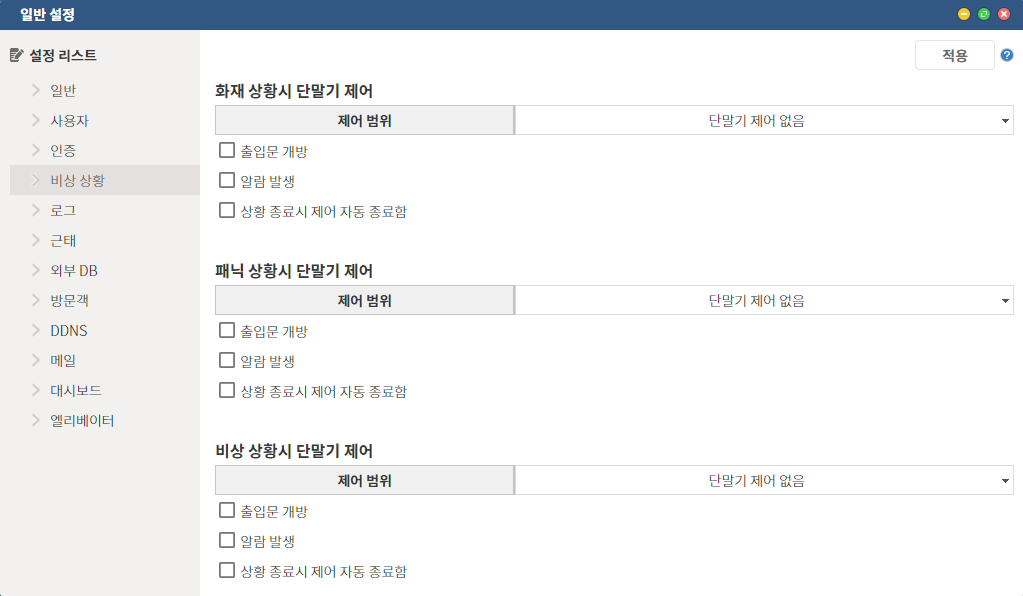 일반 설정
설정 리스트
일반
사용자
인증
비상 상황
로그
근태
외부 DB
방문객
DDNS
메일
대시보드
엘리베이터
적용
화재 상황시 단말기 제어
제어 범위 단말기 제어 없음
출입문 개방
알람 발생
상황 종료시 제어 자동 종료함
패닉 상황시 단말기 제어
제어 범위 단말기 제어 없음
출입문 개방
알람 발생
상황 종료시 제어 자동 종료함
비상 상황시 단말기 제어
제어 범위 단말기 제어 없음
출입문 개방
알람 발생
상황 종료시 제어 자동 종료함